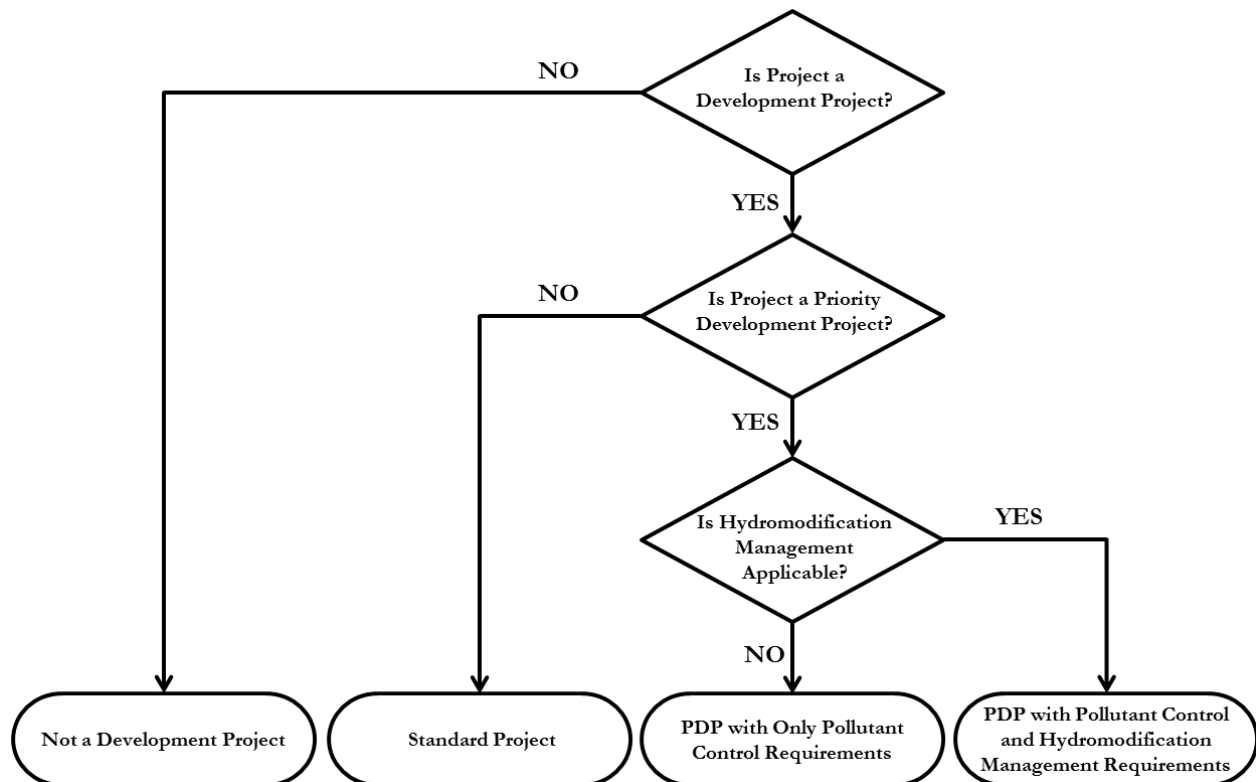 NO
Is Project a
Development Project?
YES
NO
Is Project a Priority
Development Project?
YES
Is Hydromodification
Management
Applicable?
YES
NO
Not a Development Project
Standard Project
PDP with Only Pollutant
Control Requirements
PDP with Pollutant Control
and Hydromodification
Management Requirements